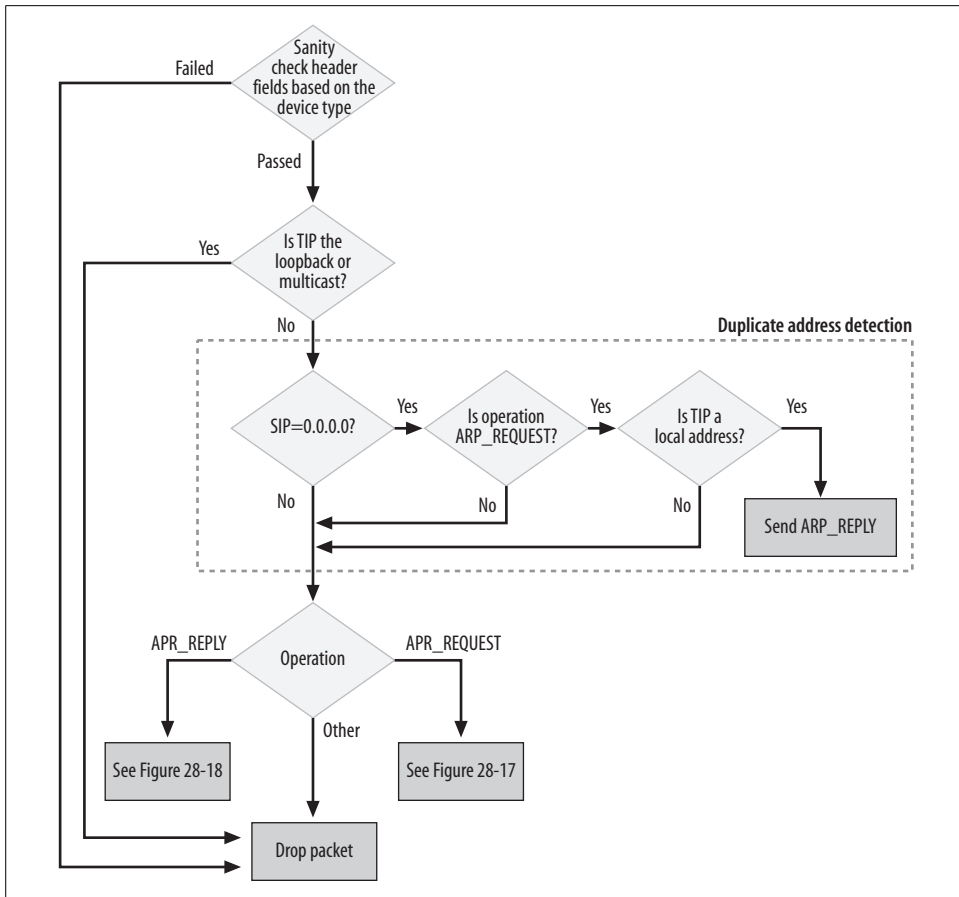 Sanity
check header
fields based on the
device type
Failed
Passed
Is TIP the
loopback or
multicast?
Yes
No
Duplicate address detection
SIP=0.0.0.0?
Yes
Is operation
ARP_REQUEST?
Yes
Is TIP a
local address?
Yes
No
No
No
Send ARP_REPLY
APR_REPLY
Operation
APR_REQUEST
Other
See Figure 28-18
See Figure 28-17
Drop packet